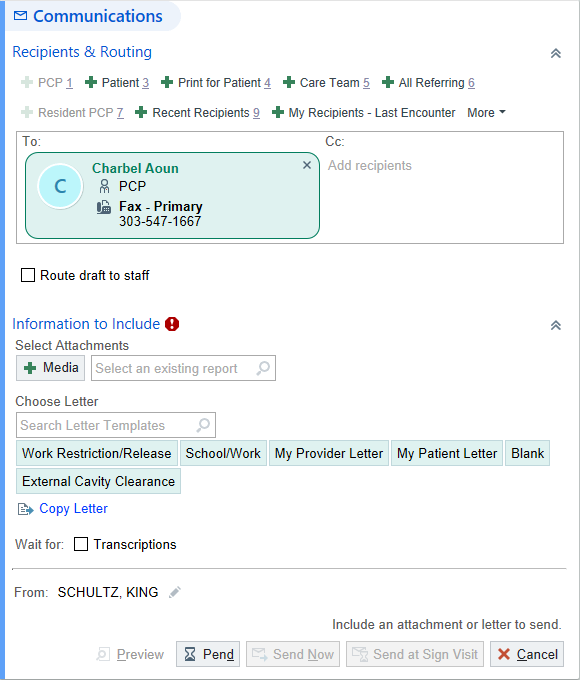 Communications
Recipients & Routing
PCP 1 Patient 3 Print for Patient 4 Care Team 5 All Referring 6
Resident PCP 7 Recent Recipients 9 My Recipients - Last Encounter More
To: Cc:
Charbel Aoun
Add recipients
C
PCP
Fax - Primary
303-547-1667
Route draft to staff
Information to Include
Select Attachments
Media Select an existing report
Choose Letter
Search Letter Templates
Work Restriction/Release School/Work My Provider Letter My Patient Letter Blank
External Cavity Clearance
Copy Letter
Wait for: Transcriptions
From: SCHULTZ, KING
Include an attachment or letter to send.
Preview Pend Send Now Send at Sign Visit Cancel